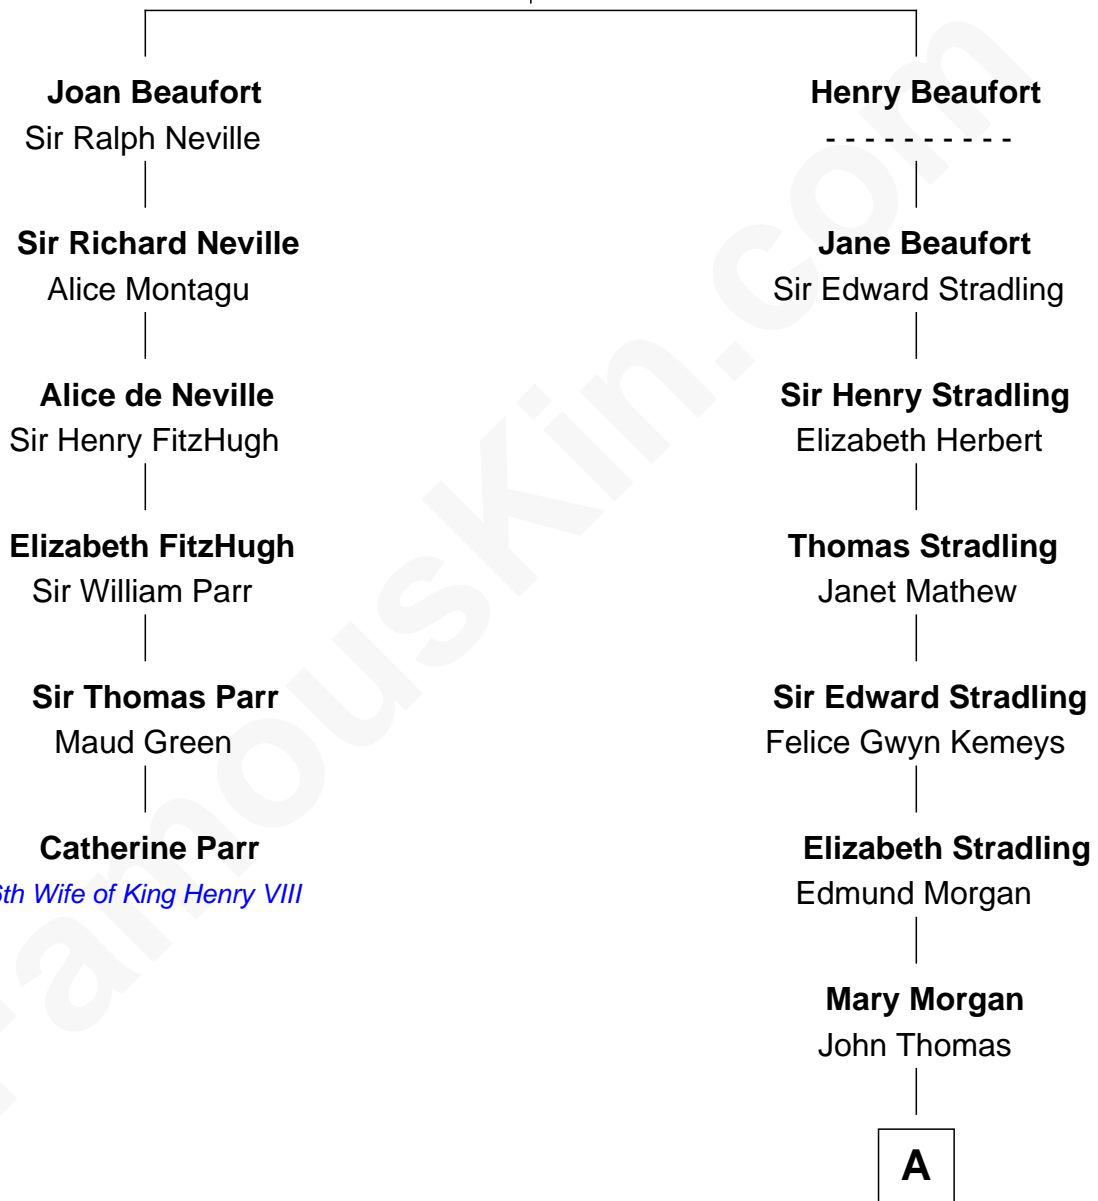 Joan Beaufort
Sir Ralph Neville
Sir Richard Neville
Alice Montagu
Alice de Neville
Sir Henry FitzHugh
Elizabeth FitzHugh
Sir William Parr
Sir Thomas Parr
Maud Green
Catherine Parr
6th Wife of King Henry VIII
Henry Beaufort
- - - - - - - - - -
Jane Beaufort
Sir Edward Stradling
Sir Henry Stradling
Elizabeth Herbert
Thomas Stradling
Janet Mathew
Sir Edward Stradling
Felice Gwyn Kemeys
Elizabeth Stradling
Edmund Morgan
Mary Morgan
John Thomas
A
FamousKin.com